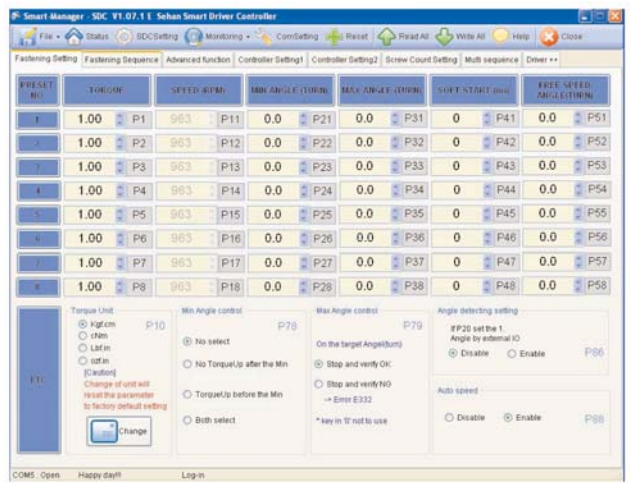 Smart-Manager - SDC V1.07.1 E Sehan Smart Driver Controller
File Status SDCSetting Monitoring ComSetting Reset Read All Write All Help Close
Fastening Setting Fastening Sequence Advanced function Controller Setting1 Controller Setting2 Screw Count Setting Multi sequence Driver ++
PRESET NO. TORQUE SPEED (RPM) MIN ANGLE (TURN) MAX ANGLE (TURN) SOFT START (ms) FREE SPEED ANGLE(TURN)
1 1.00 P1 963 P11 0.0 P21 0.0 P31 0 P41 0.0 P51
2 1.00 P2 963 P12 0.0 P22 0.0 P32 0 P42 0.0 P52
3 1.00 P3 963 P13 0.0 P23 0.0 P33 0 P43 0.0 P53
4 1.00 P4 963 P14 0.0 P24 0.0 P34 0 P44 0.0 P54
5 1.00 P5 963 P15 0.0 P25 0.0 P35 0 P45 0.0 P55
6 1.00 P6 963 P16 0.0 P26 0.0 P36 0 P46 0.0 P56
7 1.00 P7 963 P17 0.0 P27 0.0 P37 0 P47 0.0 P57
8 1.00 P8 963 P18 0.0 P28 0.0 P38 0 P48 0.0 P58
ETC
Torque Unit
Kgf.cm P10
cNm
Lbf.in
ozf.in
[Caution]
Change of unit will
reset the parameter
to factory default setting
Change
Min Angle control
P78
No select
No TorqueUp after the Min
TorqueUp before the Min
Both select
Max Angle control
P79
On the target Angel(turn)
Stop and verify OK
Stop and verify NG
-> Error E332
* key in '0' not to use
Angle detecting setting
If P20 set the 1.
Angle by external IO
Disable Enable P86
Auto speed
Disable Enable P88
COM5 : Open Happy day!!! Log-in